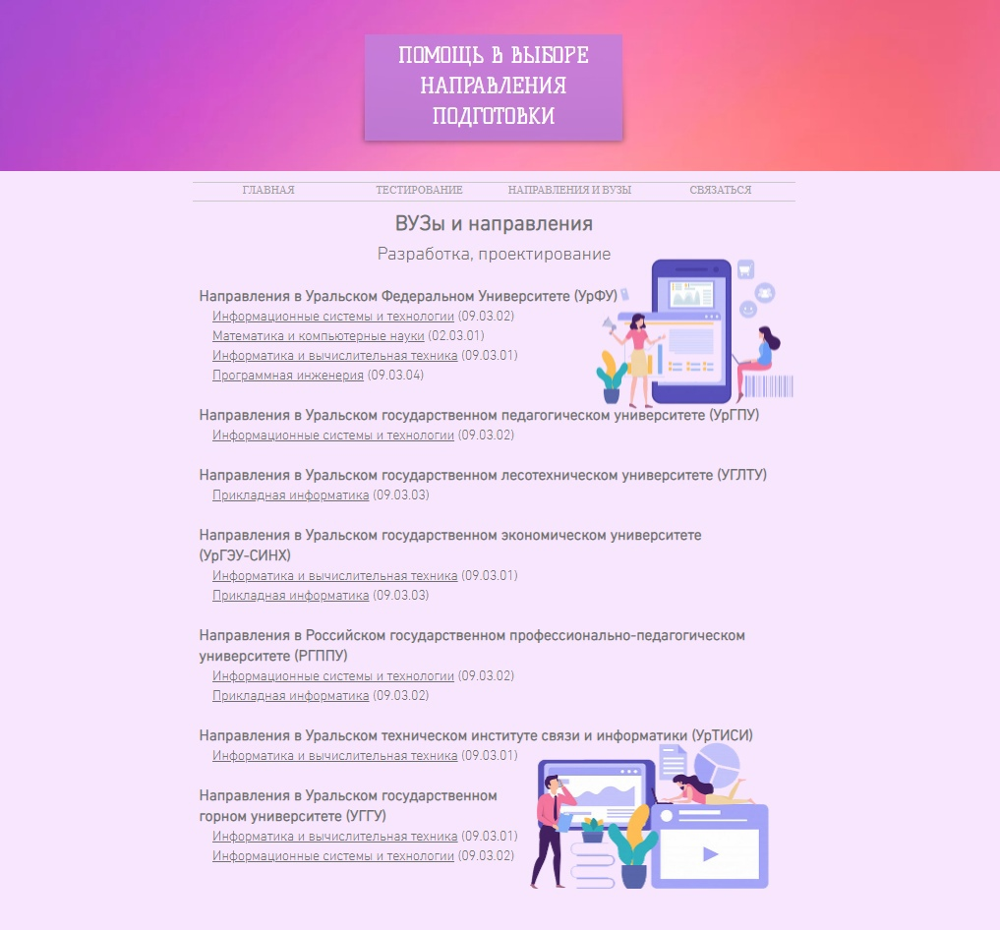 ПОМОЩЬ В ВЫБОРЕ
НАПРАВЛЕНИЯ
ПОДГОТОВКИ
ГЛАВНАЯ ТЕСТИРОВАНИЕ НАПРАВЛЕНИЯ И ВУЗЫ СВЯЗАТЬСЯ
ВУЗы и направления
Разработка, проектирование
Направления в Уральском Федеральном Университете (УрФУ)
Информационные системы и технологии (09.03.02)
Математика и компьютерные науки (02.03.01)
Информатика и вычислительная техника (09.03.01)
Программная инженерия (09.03.04)
Направления в Уральском государственном педагогическом университете (УрГПУ)
Информационные системы и технологии (09.03.02)
Направления в Уральском государственном лесотехническом университете (УГЛТУ)
Прикладная информатика (09.03.03)
Направления в Уральском государственном экономическом университете
(УрГЭУ-СИНХ)
Информатика и вычислительная техника (09.03.01)
Прикладная информатика (09.03.03)
Направления в Российском государственном профессионально-педагогическом
университете (РГППУ)
Информационные системы и технологии (09.03.02)
Прикладная информатика (09.03.02)
Направления в Уральском техническом институте связи и информатики (УрТИСИ)
Информатика и вычислительная техника (09.03.01)
Направления в Уральском государственном
горном университете (УГГУ)
Информатика и вычислительная техника (09.03.01)
Информационные системы и технологии (09.03.02)